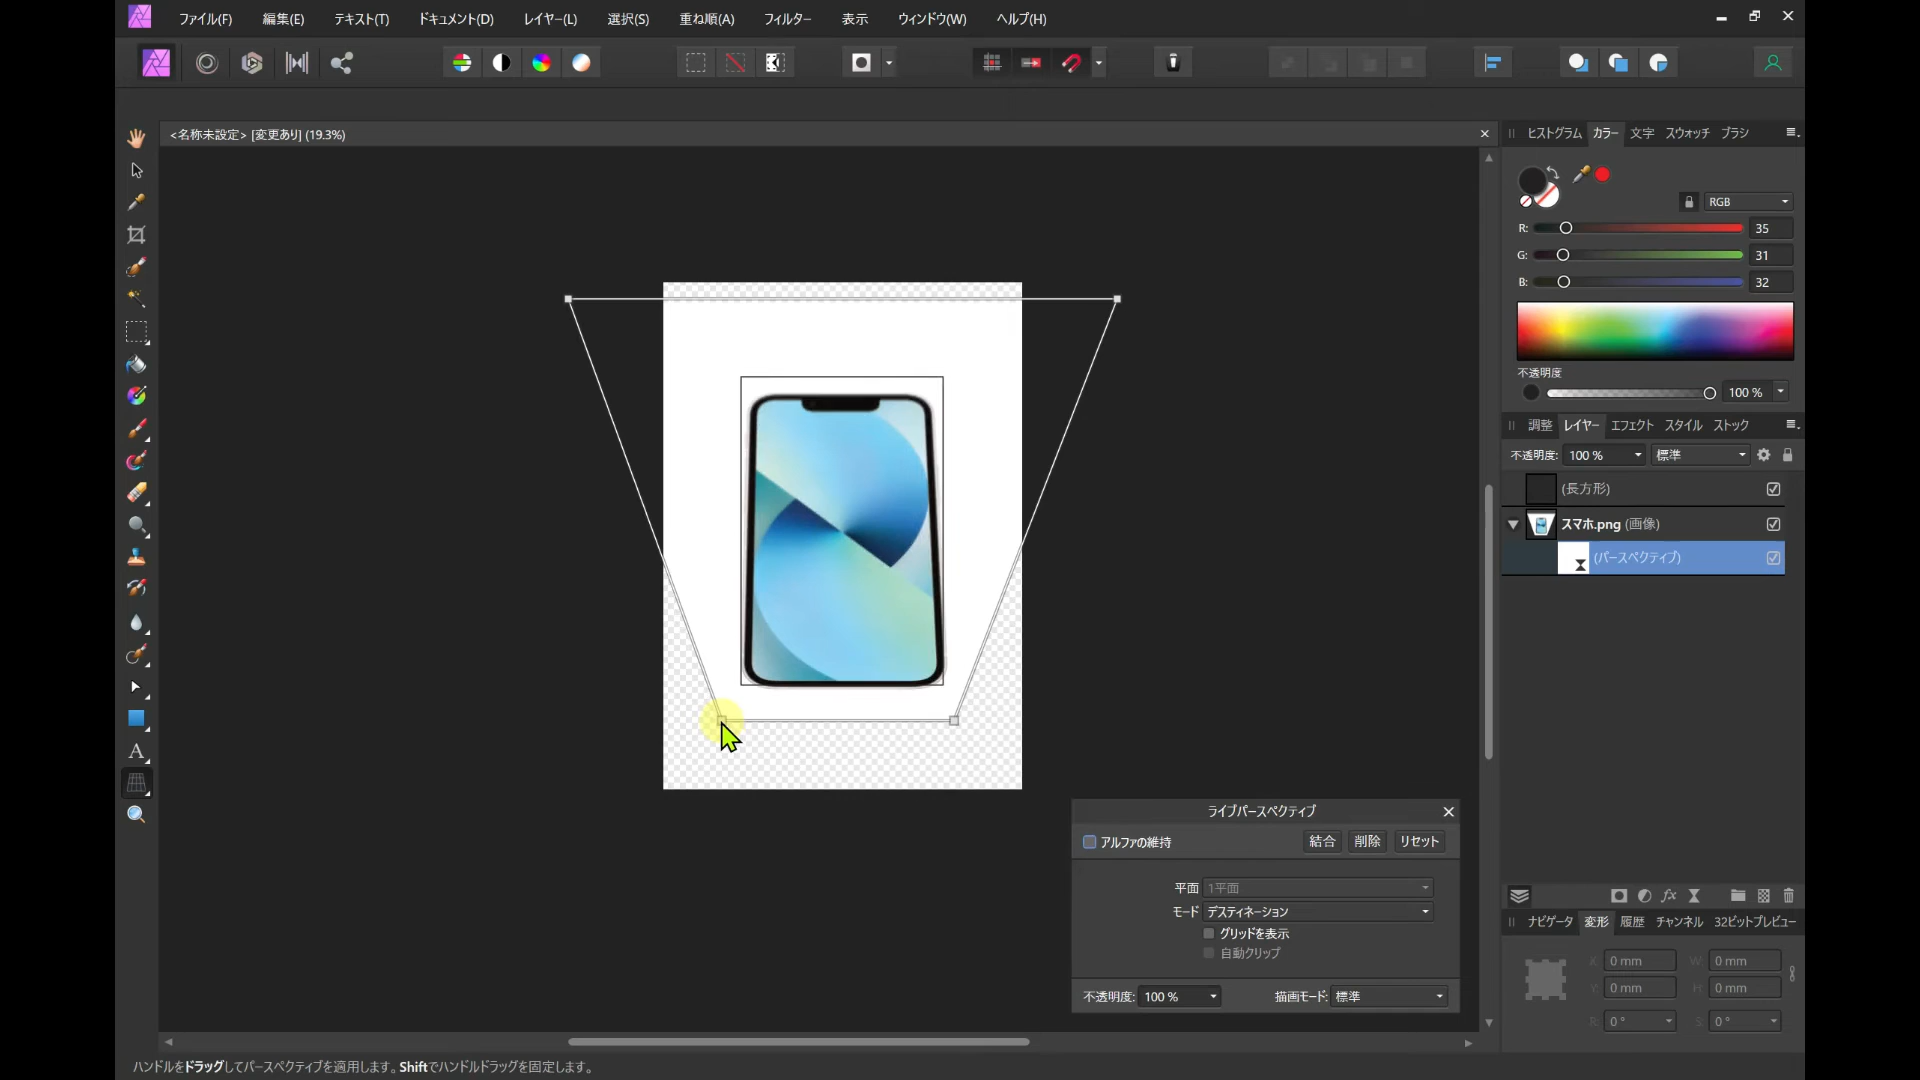 ファイル(F) 編集(E) テキスト(T) ドキュメント(D) レイヤー(L) 選択(S) 重ね順(A) フィルター 表示 ウィンドウ(W) ヘルプ(H)
<名称未設定> [変更あり] (19.3%)
ヒストグラム カラー 文字 スウォッチ ブラシ
RGB
R: 35
G: 31
B: 32
不透明度
100 %
調整 レイヤー エフェクト スタイル ストック
不透明度: 100 % 標準
(長方形)
スマホ.png (画像)
(パースペクティブ)
ライブパースペクティブ
アルファの維持 結合 削除 リセット
平面 1平面
モード デスティネーション
グリッドを表示
自動クリップ
不透明度: 100 % 描画モード: 標準
ナビゲータ 変形 履歴 チャンネル 32ビットプレビュー
X: 0 mm W: 0 mm
Y: 0 mm H: 0 mm
R: 0 ° S: 0 °
ハンドルをドラッグしてパースペクティブを適用します。Shiftでハンドルドラッグを固定します。